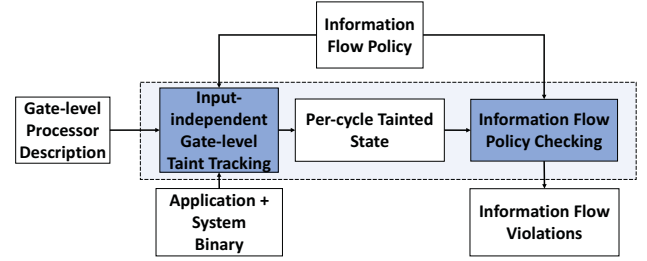 Information
Flow Policy
Gate-level
Processor
Description
Input-
independent
Gate-level
Taint Tracking
Per-cycle Tainted
State
Information Flow
Policy Checking
Application +
System
Binary
Information Flow
Violations